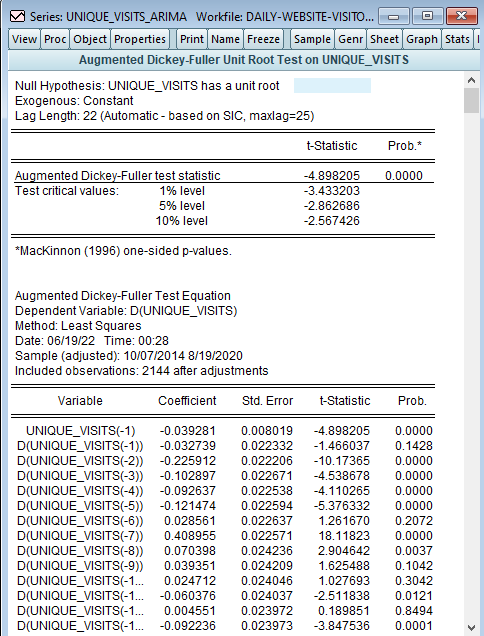 Series: UNIQUE_VISITS_ARIMA Workfile: DAILY-WEBSITE-VISITO...
View Proc Object Properties Print Name Freeze Sample Genr Sheet Graph Stats
Augmented Dickey-Fuller Unit Root Test on UNIQUE_VISITS
Null Hypothesis: UNIQUE_VISITS has a unit root
Exogenous: Constant
Lag Length: 22 (Automatic - based on SIC, maxlag=25)
t-Statistic Prob.*
Augmented Dickey-Fuller test statistic -4.898205 0.0000
Test critical values: 1% level -3.433203
5% level -2.862686
10% level -2.567426
*MacKinnon (1996) one-sided p-values.
Augmented Dickey-Fuller Test Equation
Dependent Variable: D(UNIQUE_VISITS)
Method: Least Squares
Date: 06/19/22 Time: 00:28
Sample (adjusted): 10/07/2014 8/19/2020
Included observations: 2144 after adjustments
Variable Coefficient Std. Error t-Statistic Prob.
UNIQUE_VISITS(-1) -0.039281 0.008019 -4.898205 0.0000
D(UNIQUE_VISITS(-1)) -0.032739 0.022332 -1.466037 0.1428
D(UNIQUE_VISITS(-2)) -0.225912 0.022206 -10.17365 0.0000
D(UNIQUE_VISITS(-3)) -0.102897 0.022671 -4.538678 0.0000
D(UNIQUE_VISITS(-4)) -0.092637 0.022538 -4.110265 0.0000
D(UNIQUE_VISITS(-5)) -0.121474 0.022594 -5.376332 0.0000
D(UNIQUE_VISITS(-6)) 0.028561 0.022637 1.261670 0.2072
D(UNIQUE_VISITS(-7)) 0.408955 0.022571 18.11823 0.0000
D(UNIQUE_VISITS(-8)) 0.070398 0.024236 2.904642 0.0037
D(UNIQUE_VISITS(-9)) 0.039351 0.024209 1.625488 0.1042
D(UNIQUE_VISITS(-1... 0.024712 0.024046 1.027693 0.3042
D(UNIQUE_VISITS(-1... -0.060376 0.024037 -2.511838 0.0121
D(UNIQUE_VISITS(-1... 0.004551 0.023972 0.189851 0.8494
D(UNIQUE_VISITS(-1... -0.092236 0.023973 -3.847536 0.0001